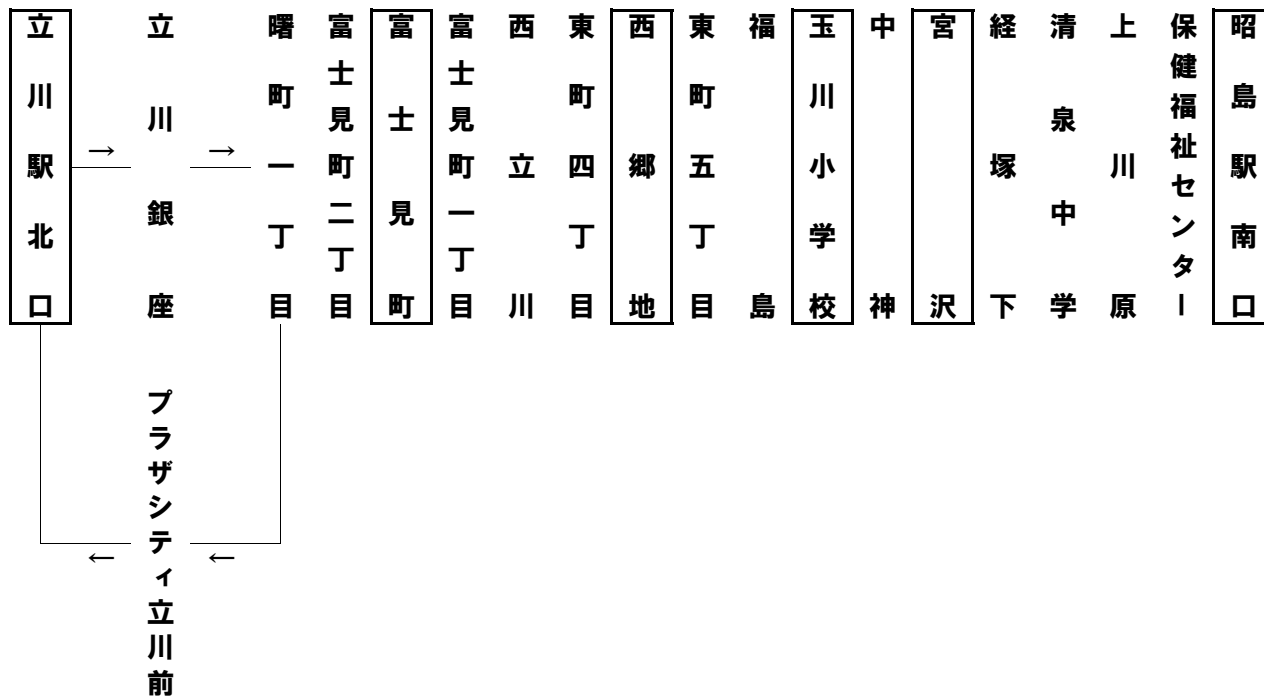 立川駅北口
→
立川銀座
→
曙町一丁目
富士見町二丁目
富士見町
富士見町一丁目
西立川
東町四丁目
西郷地
東町五丁目
福島
玉川小学校
中神
宮沢
経塚下
清泉中学
上川原
保健福祉センター
昭島駅南口
←
プラザシティ立川前
←